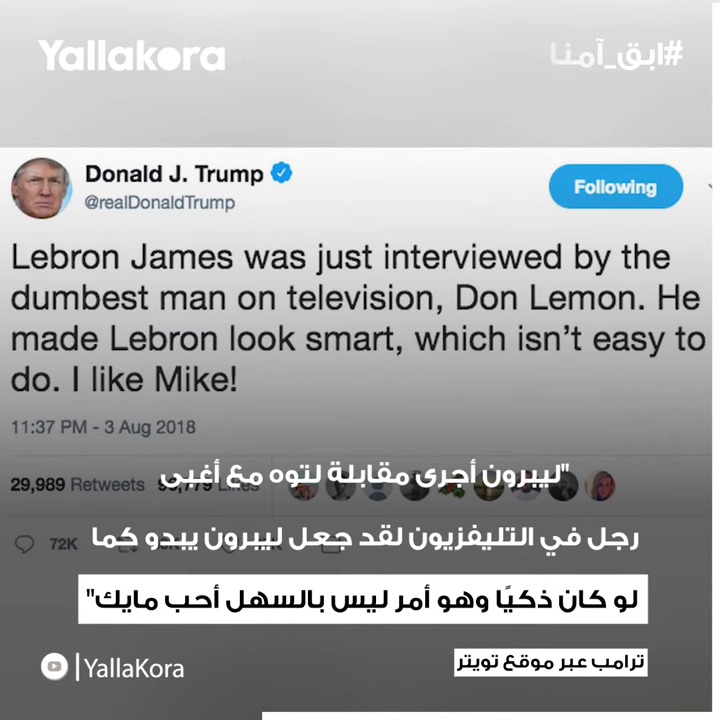 Yallakora
#ابق_آمنا
Donald J. Trump
@realDonaldTrump
Following
Lebron James was just interviewed by the
dumbest man on television, Don Lemon. He
made Lebron look smart, which isn’t easy to
do. I like Mike!
11:37 PM - 3 Aug 2018
29,989 Retweets Likes
"ليبرون أجرى مقابلة لتوه مع أغبى
72K
رجل في التليفزيون لقد جعل ليبرون يبدو كما
لو كان ذكيًا وهو أمر ليس بالسهل أحب مايك"
ترامب عبر موقع تويتر
YallaKora